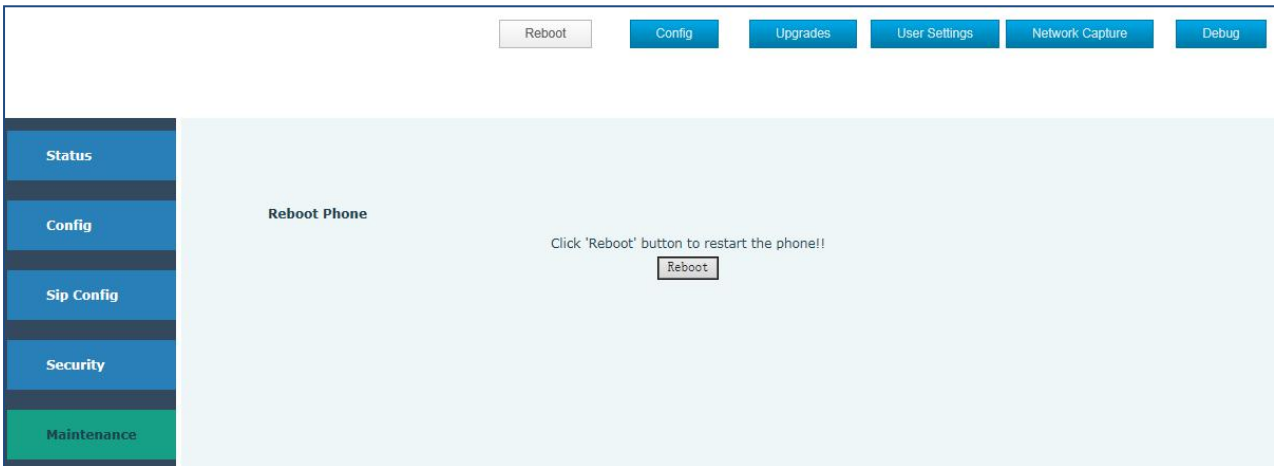 Reboot Config Upgrades User Settings Network Capture Debug
Status
Config
Sip Config
Security
Maintenance
Reboot Phone
Click 'Reboot' button to restart the phone!!
Reboot